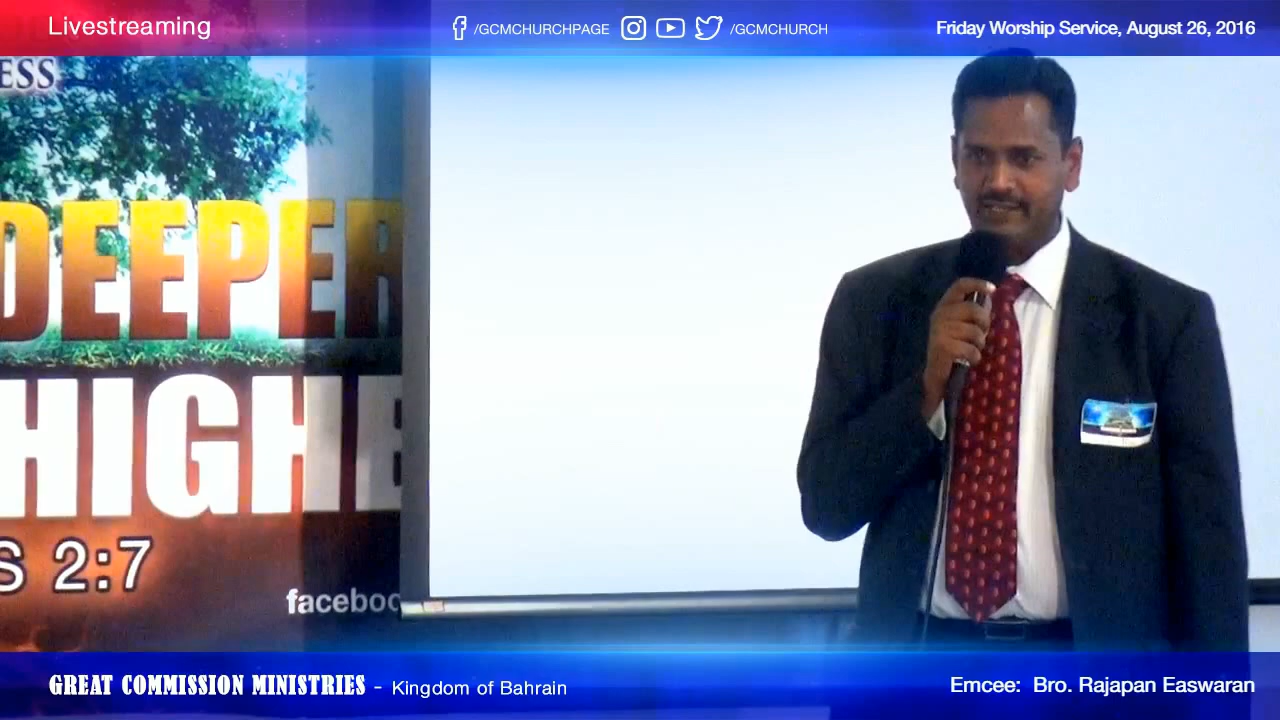 Livestreaming
/GCMCHURCHPAGE
/GCMCHURCH
Friday Worship Service, August 26, 2016
ESS
DEEPER
HIGHE
S 2:7
faceboo
GREAT COMMISSION MINISTRIES - Kingdom of Bahrain
Emcee: Bro. Rajapan Easwaran